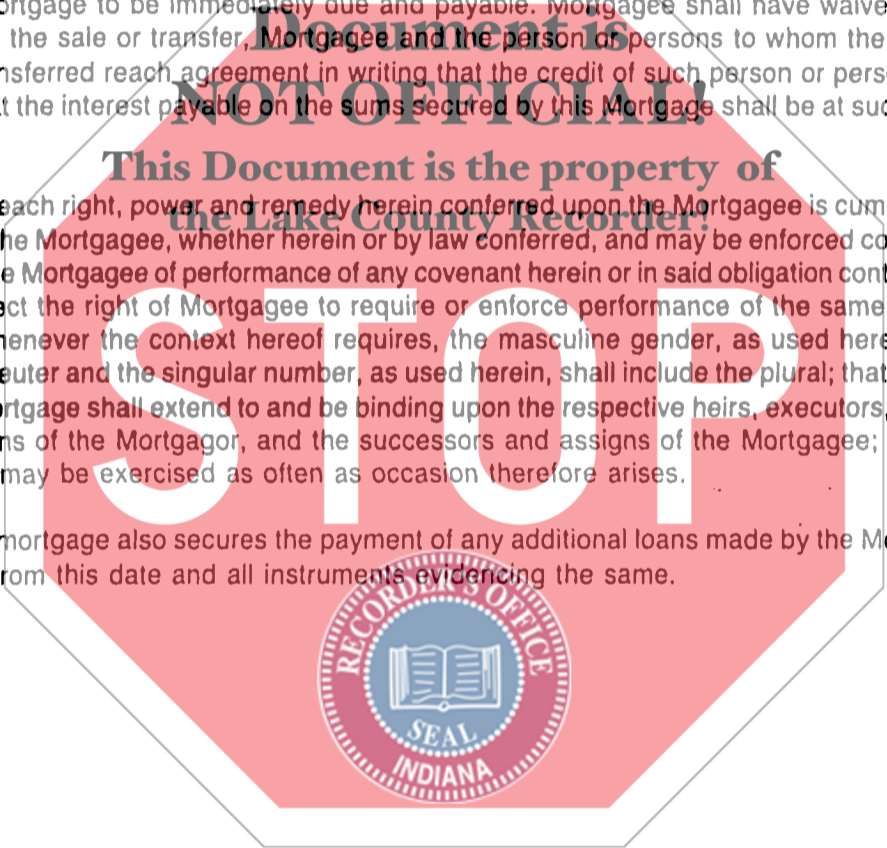 ortgage to be immediately due and payable. Mortgagee shall have waive
Document is
the sale or transfer, Mortgagee and the person or persons to whom the
nsferred reach agreement in writing that the credit of such person or pers
NOT OFFICIAL!
t the interest payable on the sums secured by this Mortgage shall be at suc
This Document is the property of
the Lake County Recorder!
each right, power and remedy herein conferred upon the Mortgagee is cum
he Mortgagee, whether herein or by law conferred, and may be enforced co
e Mortgagee of performance of any covenant herein or in said obligation cont
ect the right of Mortgagee to require or enforce performance of the same
henever the context hereof requires, the masculine gender, as used here
euter and the singular number, as used herein, shall include the plural; that
rtgage shall extend to and be binding upon the respective heirs, executors,
ns of the Mortgagor, and the successors and assigns of the Mortgagee;
may be exercised as often as occasion therefore arises.
STOP
mortgage also secures the payment of any additional loans made by the Mo
rom this date and all instruments evidencing the same.
RECORDER'S OFFICE
SEAL
INDIANA